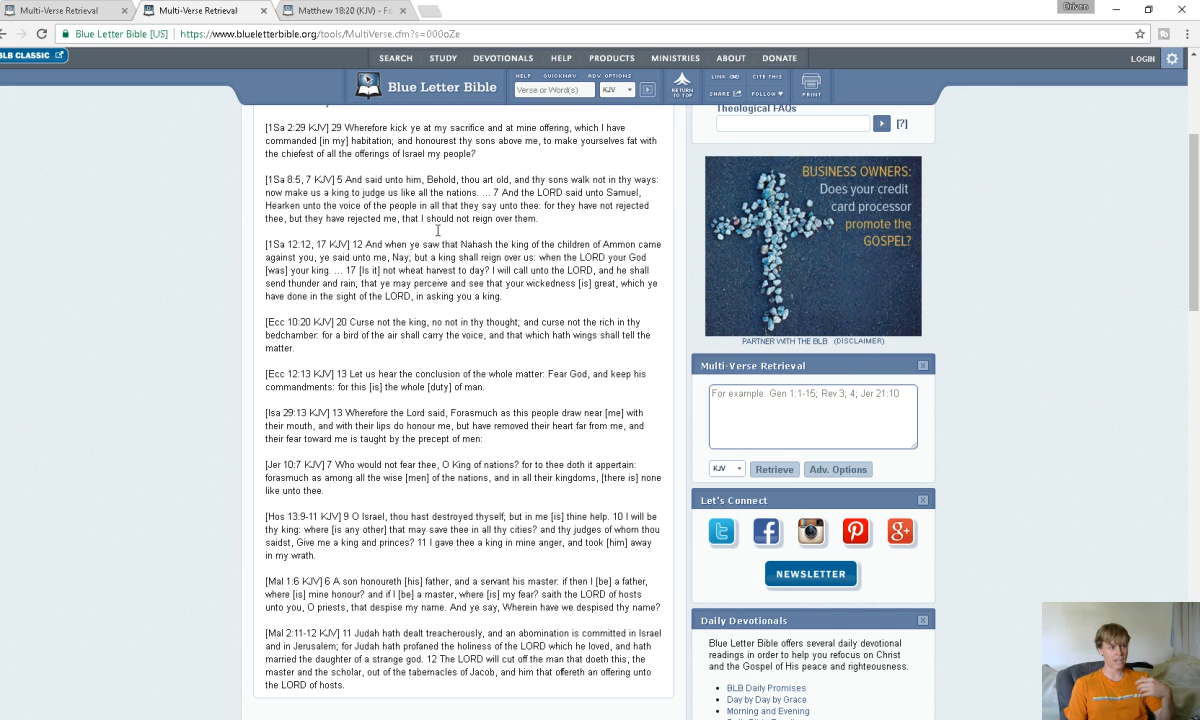 Multi-Verse Retrieval
Multi-Verse Retrieval
Matthew 18:20 (KJV) - Fo
Driven
Blue Letter Bible [US]
https://www.blueletterbible.org/tools/MultiVerse.cfm?s=000oZe
BLB CLASSIC
SEARCH STUDY DEVOTIONALS HELP PRODUCTS MINISTRIES ABOUT DONATE
LOGIN
Blue Letter Bible
HELP QUICKNAV ADV. OPTIONS
Verse or Word(s)
KJV
RETURN TO TOP
LINK
CITE THIS
SHARE
FOLLOW
PRINT
[1Sa 2:29 KJV] 29 Wherefore kick ye at my sacrifice and at mine offering, which I have
commanded [in my] habitation; and honourest thy sons above me, to make yourselves fat with
the chiefest of all the offerings of Israel my people?
[1Sa 8:5, 7 KJV] 5 And said unto him, Behold, thou art old, and thy sons walk not in thy ways:
now make us a king to judge us like all the nations. ... 7 And the LORD said unto Samuel,
Hearken unto the voice of the people in all that they say unto thee: for they have not rejected
thee, but they have rejected me, that I should not reign over them.
[1Sa 12:12, 17 KJV] 12 And when ye saw that Nahash the king of the children of Ammon came
against you, ye said unto me, Nay; but a king shall reign over us: when the LORD your God
[was] your king. ... 17 [Is it] not wheat harvest to day? I will call unto the LORD, and he shall
send thunder and rain; that ye may perceive and see that your wickedness [is] great, which ye
have done in the sight of the LORD, in asking you a king.
[Ecc 10:20 KJV] 20 Curse not the king, no not in thy thought; and curse not the rich in thy
bedchamber: for a bird of the air shall carry the voice, and that which hath wings shall tell the
matter.
[Ecc 12:13 KJV] 13 Let us hear the conclusion of the whole matter: Fear God, and keep his
commandments: for this [is] the whole [duty] of man.
[Isa 29:13 KJV] 13 Wherefore the Lord said, Forasmuch as this people draw near [me] with
their mouth, and with their lips do honour me, but have removed their heart far from me, and
their fear toward me is taught by the precept of men:
[Jer 10:7 KJV] 7 Who would not fear thee, O King of nations? for to thee doth it appertain:
forasmuch as among all the wise [men] of the nations, and in all their kingdoms, [there is] none
like unto thee.
[Hos 13:9-11 KJV] 9 O Israel, thou hast destroyed thyself; but in me [is] thine help. 10 I will be
thy king: where [is any other] that may save thee in all thy cities? and thy judges of whom thou
saidst, Give me a king and princes? 11 I gave thee a king in mine anger, and took [him] away
in my wrath.
[Mal 1:6 KJV] 6 A son honoureth [his] father, and a servant his master: if then I [be] a father,
where [is] mine honour? and if I [be] a master, where [is] my fear? saith the LORD of hosts
unto you, O priests, that despise my name. And ye say, Wherein have we despised thy name?
[Mal 2:11-12 KJV] 11 Judah hath dealt treacherously, and an abomination is committed in Israel
and in Jerusalem; for Judah hath profaned the holiness of the LORD which he loved, and hath
married the daughter of a strange god. 12 The LORD will cut off the man that doeth this, the
master and the scholar, out of the tabernacles of Jacob, and him that offereth an offering unto
the LORD of hosts.
Theological FAQs
[?]
BUSINESS OWNERS:
Does your credit
card processor
promote the
GOSPEL?
PARTNER WITH THE BLB (DISCLAIMER)
Multi-Verse Retrieval
For example: Gen 1:1-15; Rev 3; 4; Jer 21:10
KJV
Retrieve
Adv. Options
Let's Connect
NEWSLETTER
Daily Devotionals
Blue Letter Bible offers several daily devotional
readings in order to help you refocus on Christ
and the Gospel of His peace and righteousness.
BLB Daily Promises
Day by Day by Grace
Morning and Evening